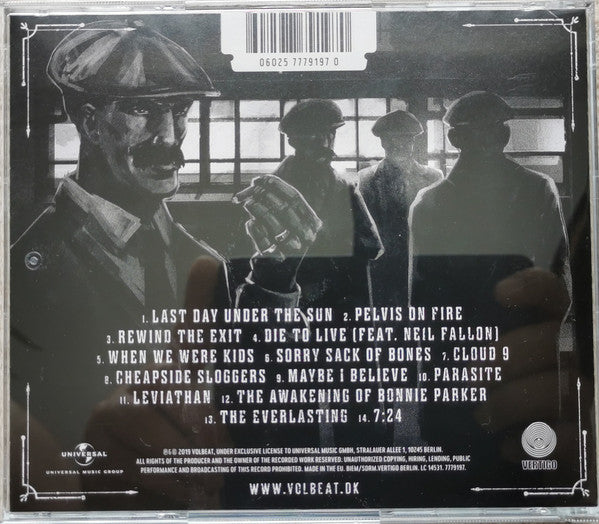 06025 7779197 0
1. LAST DAY UNDER THE SUN 2. PELVIS ON FIRE
3. REWIND THE EXIT 4. DIE TO LIVE (FEAT. NEIL FALLON)
5. WHEN WE WERE KIDS 6. SORRY SACK OF BONES 7. CLOUD 9
8. CHEAPSIDE SLOGGERS 9. MAYBE I BELIEVE 10. PARASITE
11. LEVIATHAN 12. THE AWAKENING OF BONNIE PARKER
13. THE EVERLASTING 14. 7:24
℗© 2019 VOLBEAT, UNDER EXCLUSIVE LICENSE TO UNIVERSAL MUSIC GMBH, STRALAUER ALLEE 1, 10245 BERLIN.
ALL RIGHTS OF THE PRODUCER AND THE OWNER OF THE RECORDED WORK RESERVED. UNAUTHORIZED COPYING, HIRING, LENDING, PUBLIC
PERFORMANCE AND BROADCASTING OF THIS RECORD PROHIBITED. MADE IN THE EU. BIEM/SDRM. VERTIGO BERLIN. LC 14531. 7779197.
UNIVERSAL
UNIVERSAL MUSIC GROUP
VERTIGO
WWW.VOLBEAT.DK